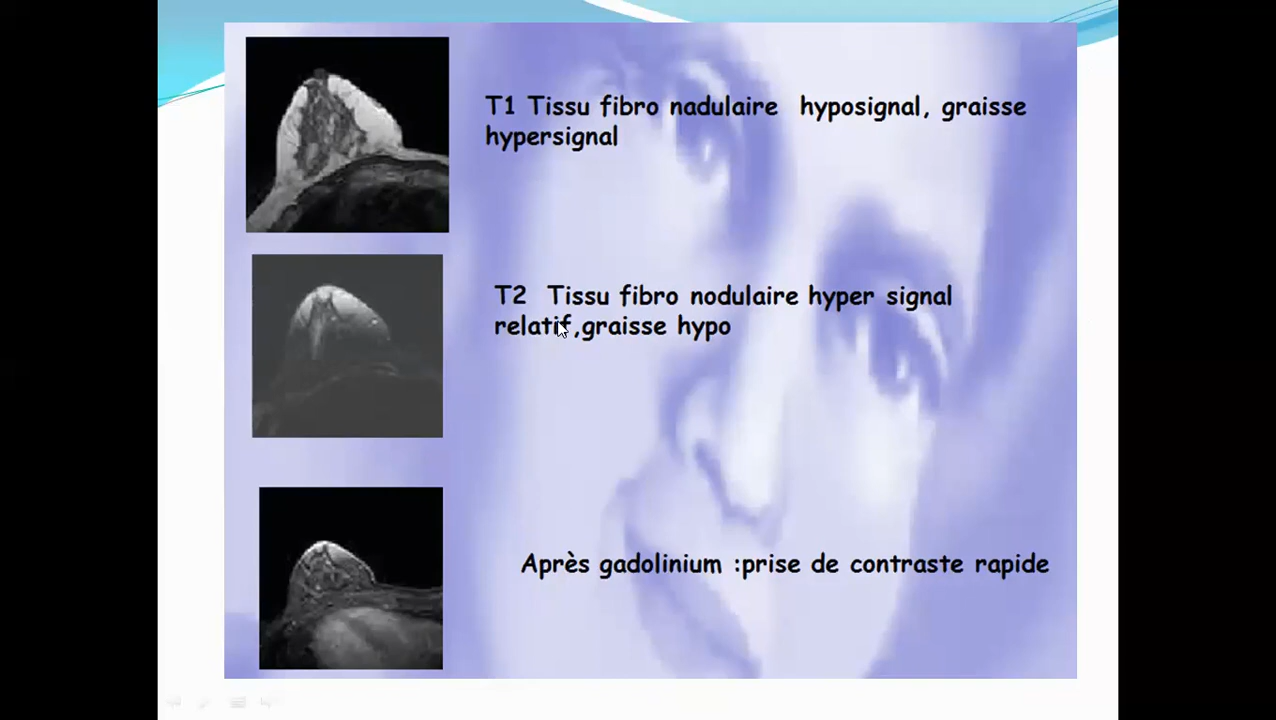 T1 Tissu fibro nadulaire hyposignal, graisse
hypersignal
T2 Tissu fibro nodulaire hyper signal
relatif,graisse hypo
Après gadolinium :prise de contraste rapide